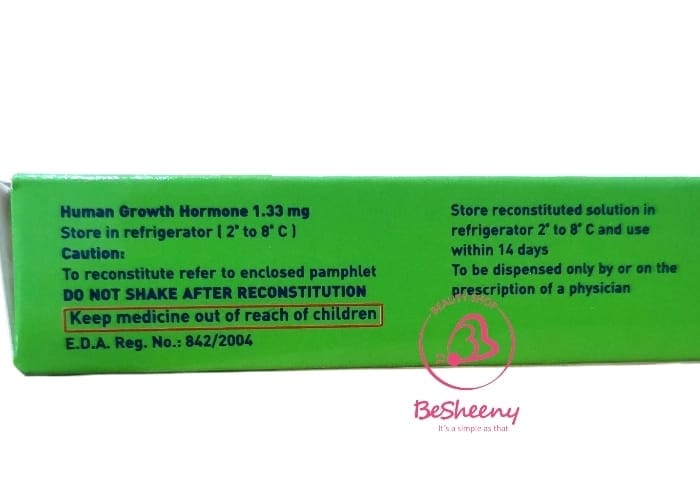 Human Growth Hormone 1.33 mg
Store in refrigerator ( 2° to 8° C )
Caution:
To reconstitute refer to enclosed pamphlet
DO NOT SHAKE AFTER RECONSTITUTION
Keep medicine out of reach of children
E.D.A. Reg. No.: 842/2004
Store reconstituted solution in
refrigerator 2° to 8° C and use
within 14 days
To be dispensed only by or on the
prescription of a physician
BEAUTY SHOP
BeSheeny
It's a simple as that